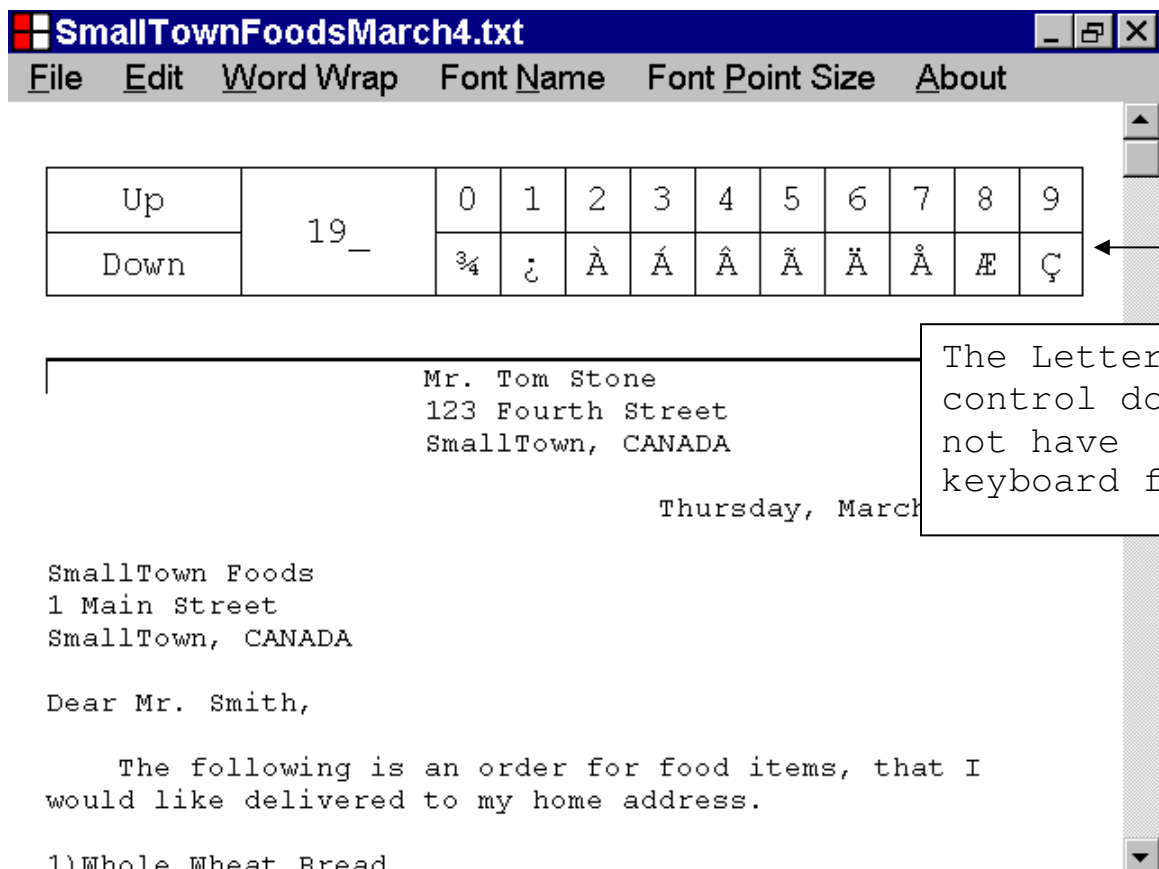 SmallTownFoodsMarch4.txt
File Edit Word Wrap Font Name Font Point Size About
Up 19_ 0 1 2 3 4 5 6 7 8 9
Down ¾ ¿ À Á Â Ã Ä Å Æ Ç
The Letter
control do
not have
keyboard f
Mr. Tom Stone
123 Fourth Street
SmallTown, CANADA
Thursday, March
SmallTown Foods
1 Main Street
SmallTown, CANADA
Dear Mr. Smith,
The following is an order for food items, that I
would like delivered to my home address.
1)Whole Wheat Bread